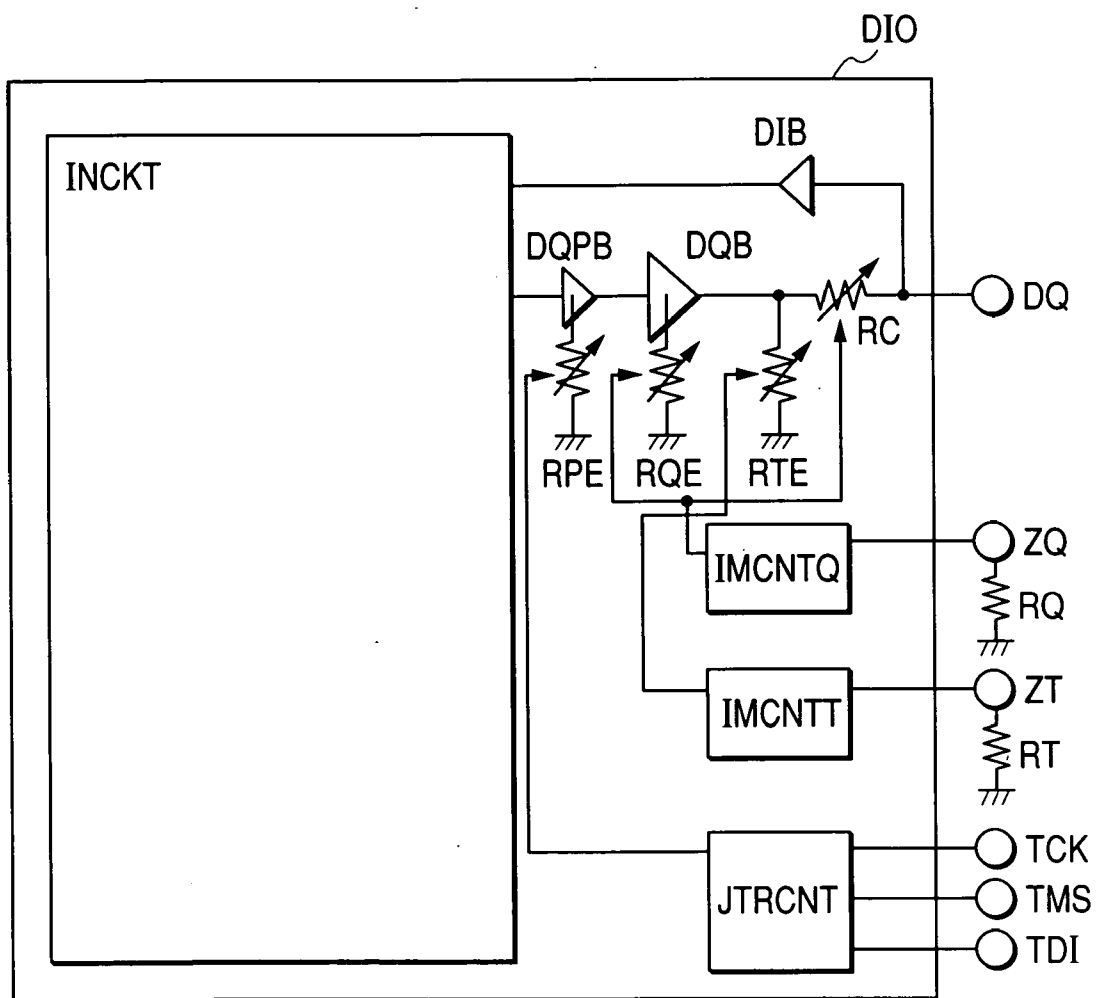 DIO
DIB
INCKT
DQPB
DQB
DQ
RC
RPE
RQE
RTE
IMCNTQ
ZQ
RQ
IMCNTT
ZT
RT
JTRCNT
TCK
TMS
TDI